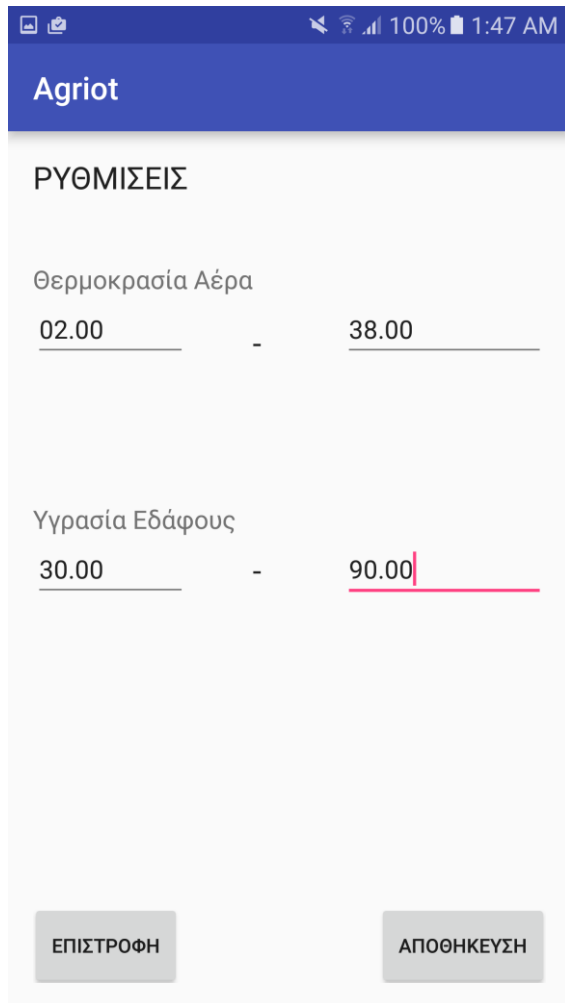 100% 1:47 AM
Agriot
ΡΥΘΜΙΣΕΙΣ
Θερμοκρασία Αέρα
02.00 - 38.00
Υγρασία Εδάφους
30.00 - 90.00
ΕΠΙΣΤΡΟΦΗ ΑΠΟΘΗΚΕΥΣΗ